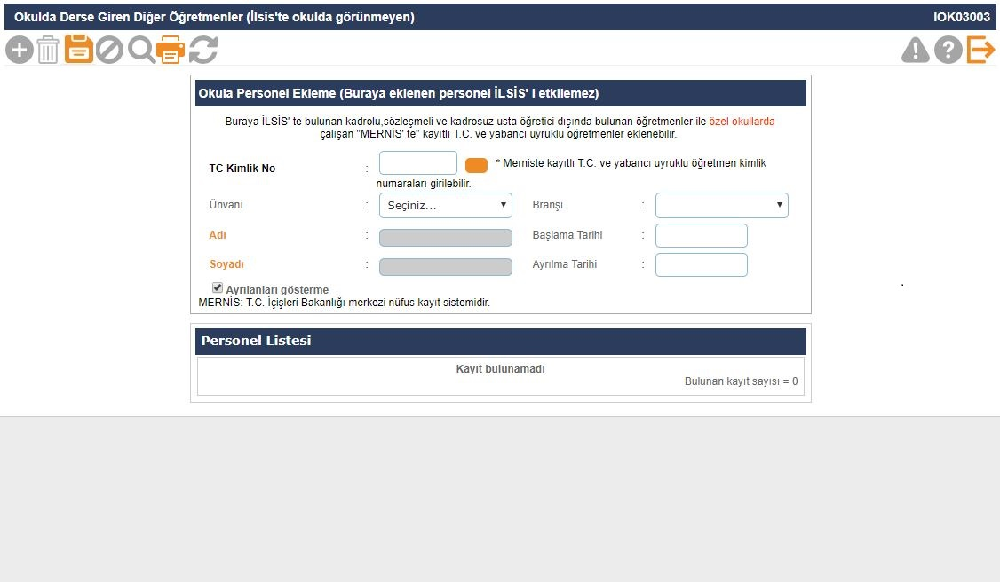 Okulda Derse Giren Diğer Öğretmenler (İlsis'te okulda görünmeyen) IOK03003
Okula Personel Ekleme (Buraya eklenen personel İLSİS' i etkilemez)
Buraya İLSİS' te bulunan kadrolu,sözleşmeli ve kadrosuz usta öğretici dışında bulunan öğretmenler ile özel okullarda
çalışan "MERNİS' te" kayıtlı T.C. ve yabancı uyruklu öğretmenler eklenebilir.
TC Kimlik No : * Merniste kayıtlı T.C. ve yabancı uyruklu öğretmen kimlik
numaraları girilebilir.
Ünvanı : Seçiniz... Branşı :
Adı : Başlama Tarihi :
Soyadı : Ayrılma Tarihi :
Ayrılanları gösterme
MERNİS: T.C. İçişleri Bakanlığı merkezi nüfus kayıt sistemidir.
Personel Listesi
Kayıt bulunamadı
Bulunan kayıt sayısı = 0